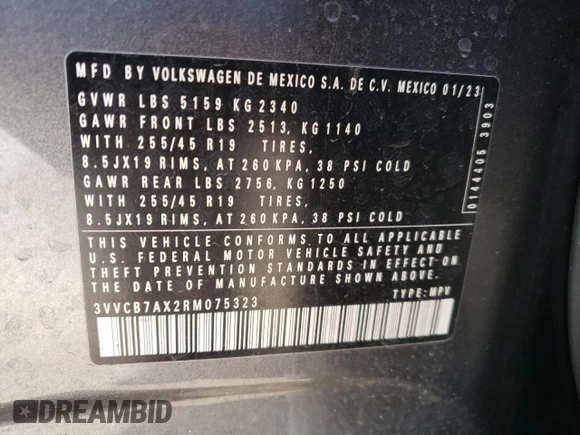 MFD BY VOLKSWAGEN DE MEXICO S.A. DE C.V. MEXICO 01/23
GVWR LBS 5159 KG 2340
GAWR FRONT LBS 2513, KG 1140
WITH 255/45 R19 TIRES,
8.5JX19 RIMS, AT 260 KPA, 38 PSI COLD
GAWR REAR LBS 2756, KG 1250
WITH 255/45 R19 TIRES,
8.5JX19 RIMS, AT 260 KPA, 38 PSI COLD
THIS VEHICLE CONFORMS TO ALL APPLICABLE
U.S. FEDERAL MOTOR VEHICLE SAFETY AND
THEFT PREVENTION STANDARDS IN EFFECT ON
THE DATE OF MANUFACTURE SHOWN ABOVE.
3VVCB7AX2RM075323 TYPE: MPV
0144405 3903
DREAMBID